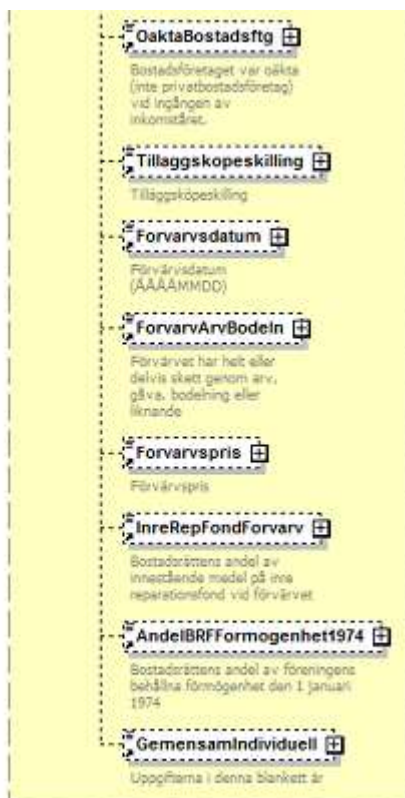 OaktaBostadsftg
Bostadsföretaget var oäkta
(inte privatbostadsföretag)
vid ingången av
inkomståret.
Tillaggskopeskilling
Tilläggsköpeskilling
Forvarvsdatum
Förvärvsdatum
(ÅÅÅÅMMDD)
ForvarvArvBodeln
Förvärvet har helt eller
delvis skett genom arv,
gåva, bodelning eller
liknande
Forvarvspris
Förvärvspris
InreRepFondForvarv
Bostadsrättens andel av
innestående medel på inre
reparationsfond vid förvärvet
AndelBRFFormogenhet1974
Bostadsrättens andel av föreningens
behållna förmögenhet den 1 januari
1974
GemensamIndividuell
Uppgifterna i denna blankett är